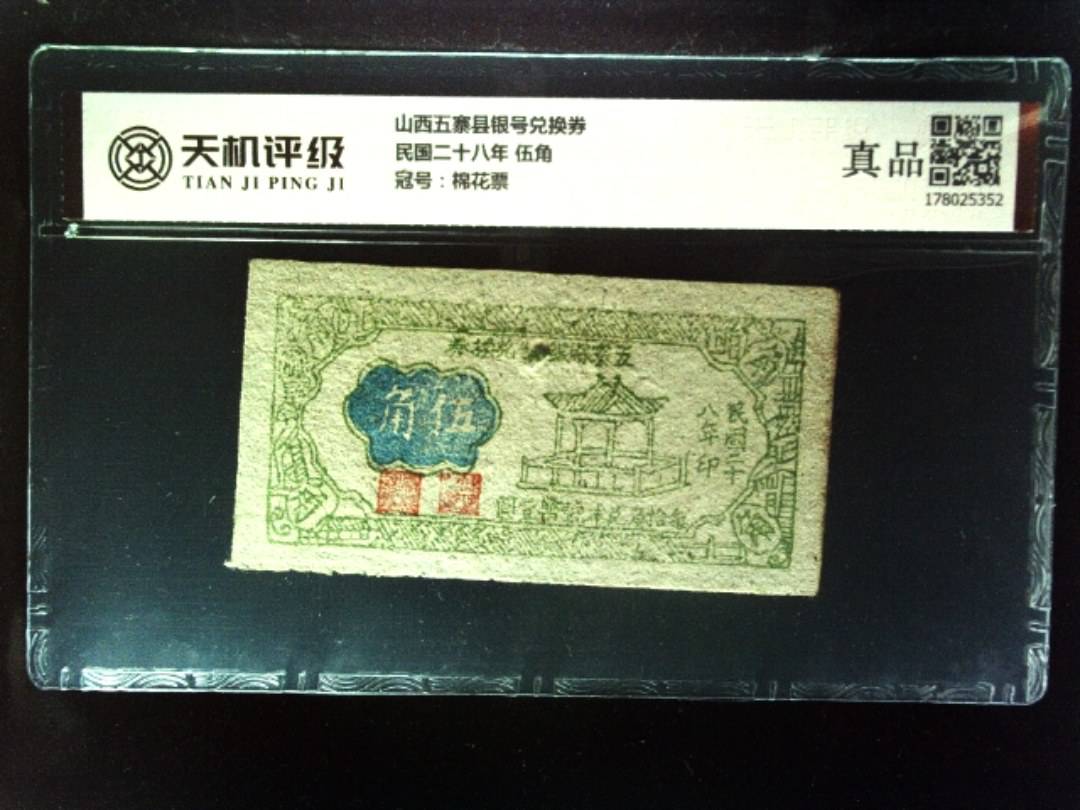 天机评级
TIAN JI PING JI
山西五寨县银号兑换券
民国二十八年 伍角
冠号：棉花票
真品
178025352
角伍
民国二十
八年印